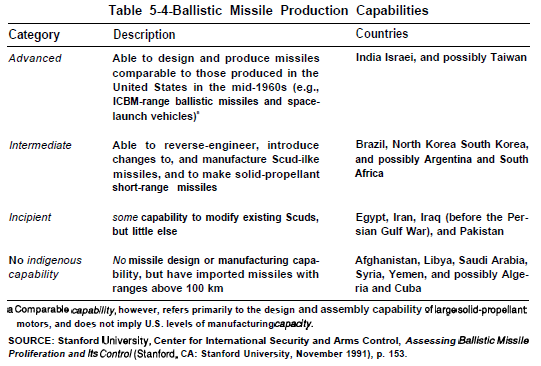 Table 5-4-Ballistic Missile Production Capabilities
Category Description Countries
Advanced Able to design and produce missiles India Israei, and possibly Taiwan
comparable to those produced in the
United States in the mid-1960s (e.g.,
ICBM-range ballistic missiles and space-
launch vehicles)a
Intermediate Able to reverse-engineer, introduce Brazil, North Korea South Korea,
changes to, and manufacture Scud-ilke and possibly Argentina and South
missiles, and to make solid-propellant Africa
short-range missiles
Incipient some capability to modify existing Scuds, Egypt, Iran, Iraq (before the Per-
but little else sian Gulf War), and Pakistan
No indigenous No missile design or manufacturing capa- Afghanistan, Libya, Saudi Arabia,
capability bility, but have imported missiles with Syria, Yemen, and possibly Alge-
ranges above 100 km ria and Cuba
a Comparable capability, however, refers primarily to the design and assembly capability of large solid-propellant
motors, and does not imply U.S. levels of manufacturing capacity.
SOURCE: Stanford University, Center for International Security and Arms Control, Assessing Ballistic Missile
Proliferation and Its Control (Stanford, CA: Stanford University, November 1991), p. 153.